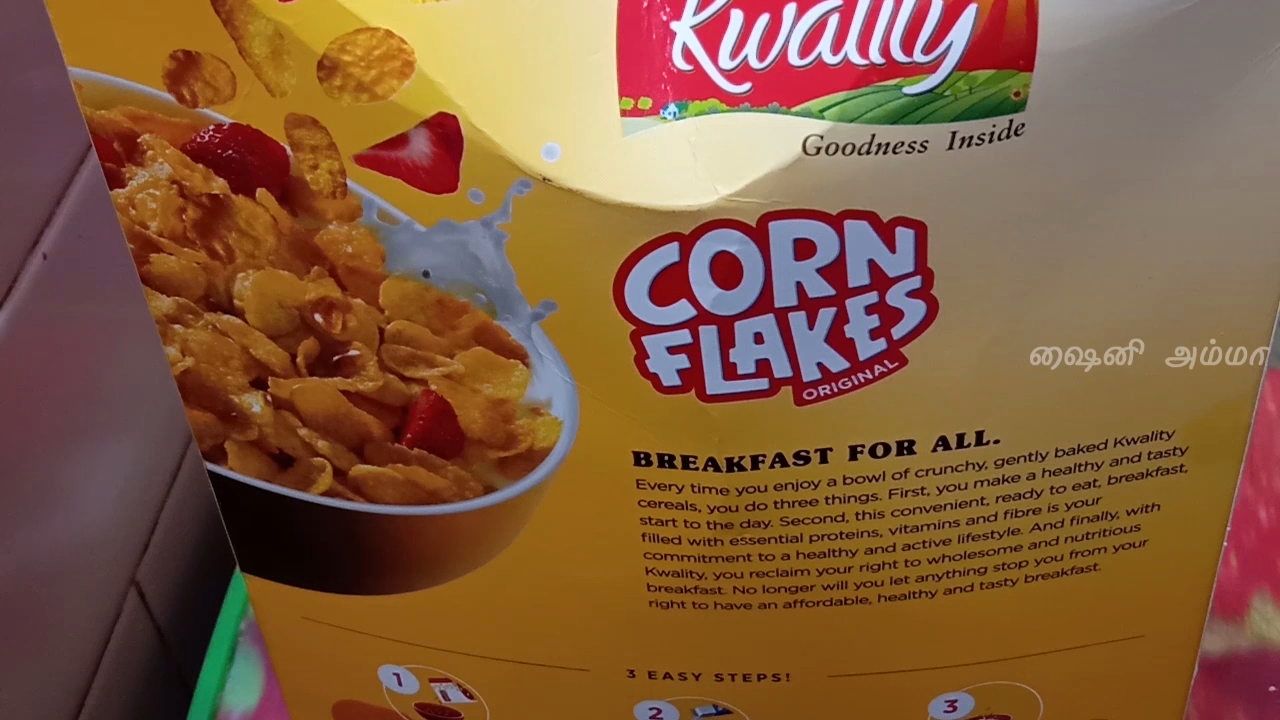 Kwality
Goodness Inside
CORN
FLAKES
ORIGINAL
ஷைனி அம்மா
BREAKFAST FOR ALL.
Every time you enjoy a bowl of crunchy, gently baked Kwality
cereals, you do three things. First, you make a healthy and tasty
start to the day. Second, this convenient, ready to eat, breakfast,
filled with essential proteins, vitamins and fibre is your
commitment to a healthy and active lifestyle. And finally, with
Kwality, you reclaim your right to wholesome and nutritious
breakfast. No longer will you let anything stop you from your
right to have an affordable, healthy and tasty breakfast.
3 EASY STEPS!
1
2
3